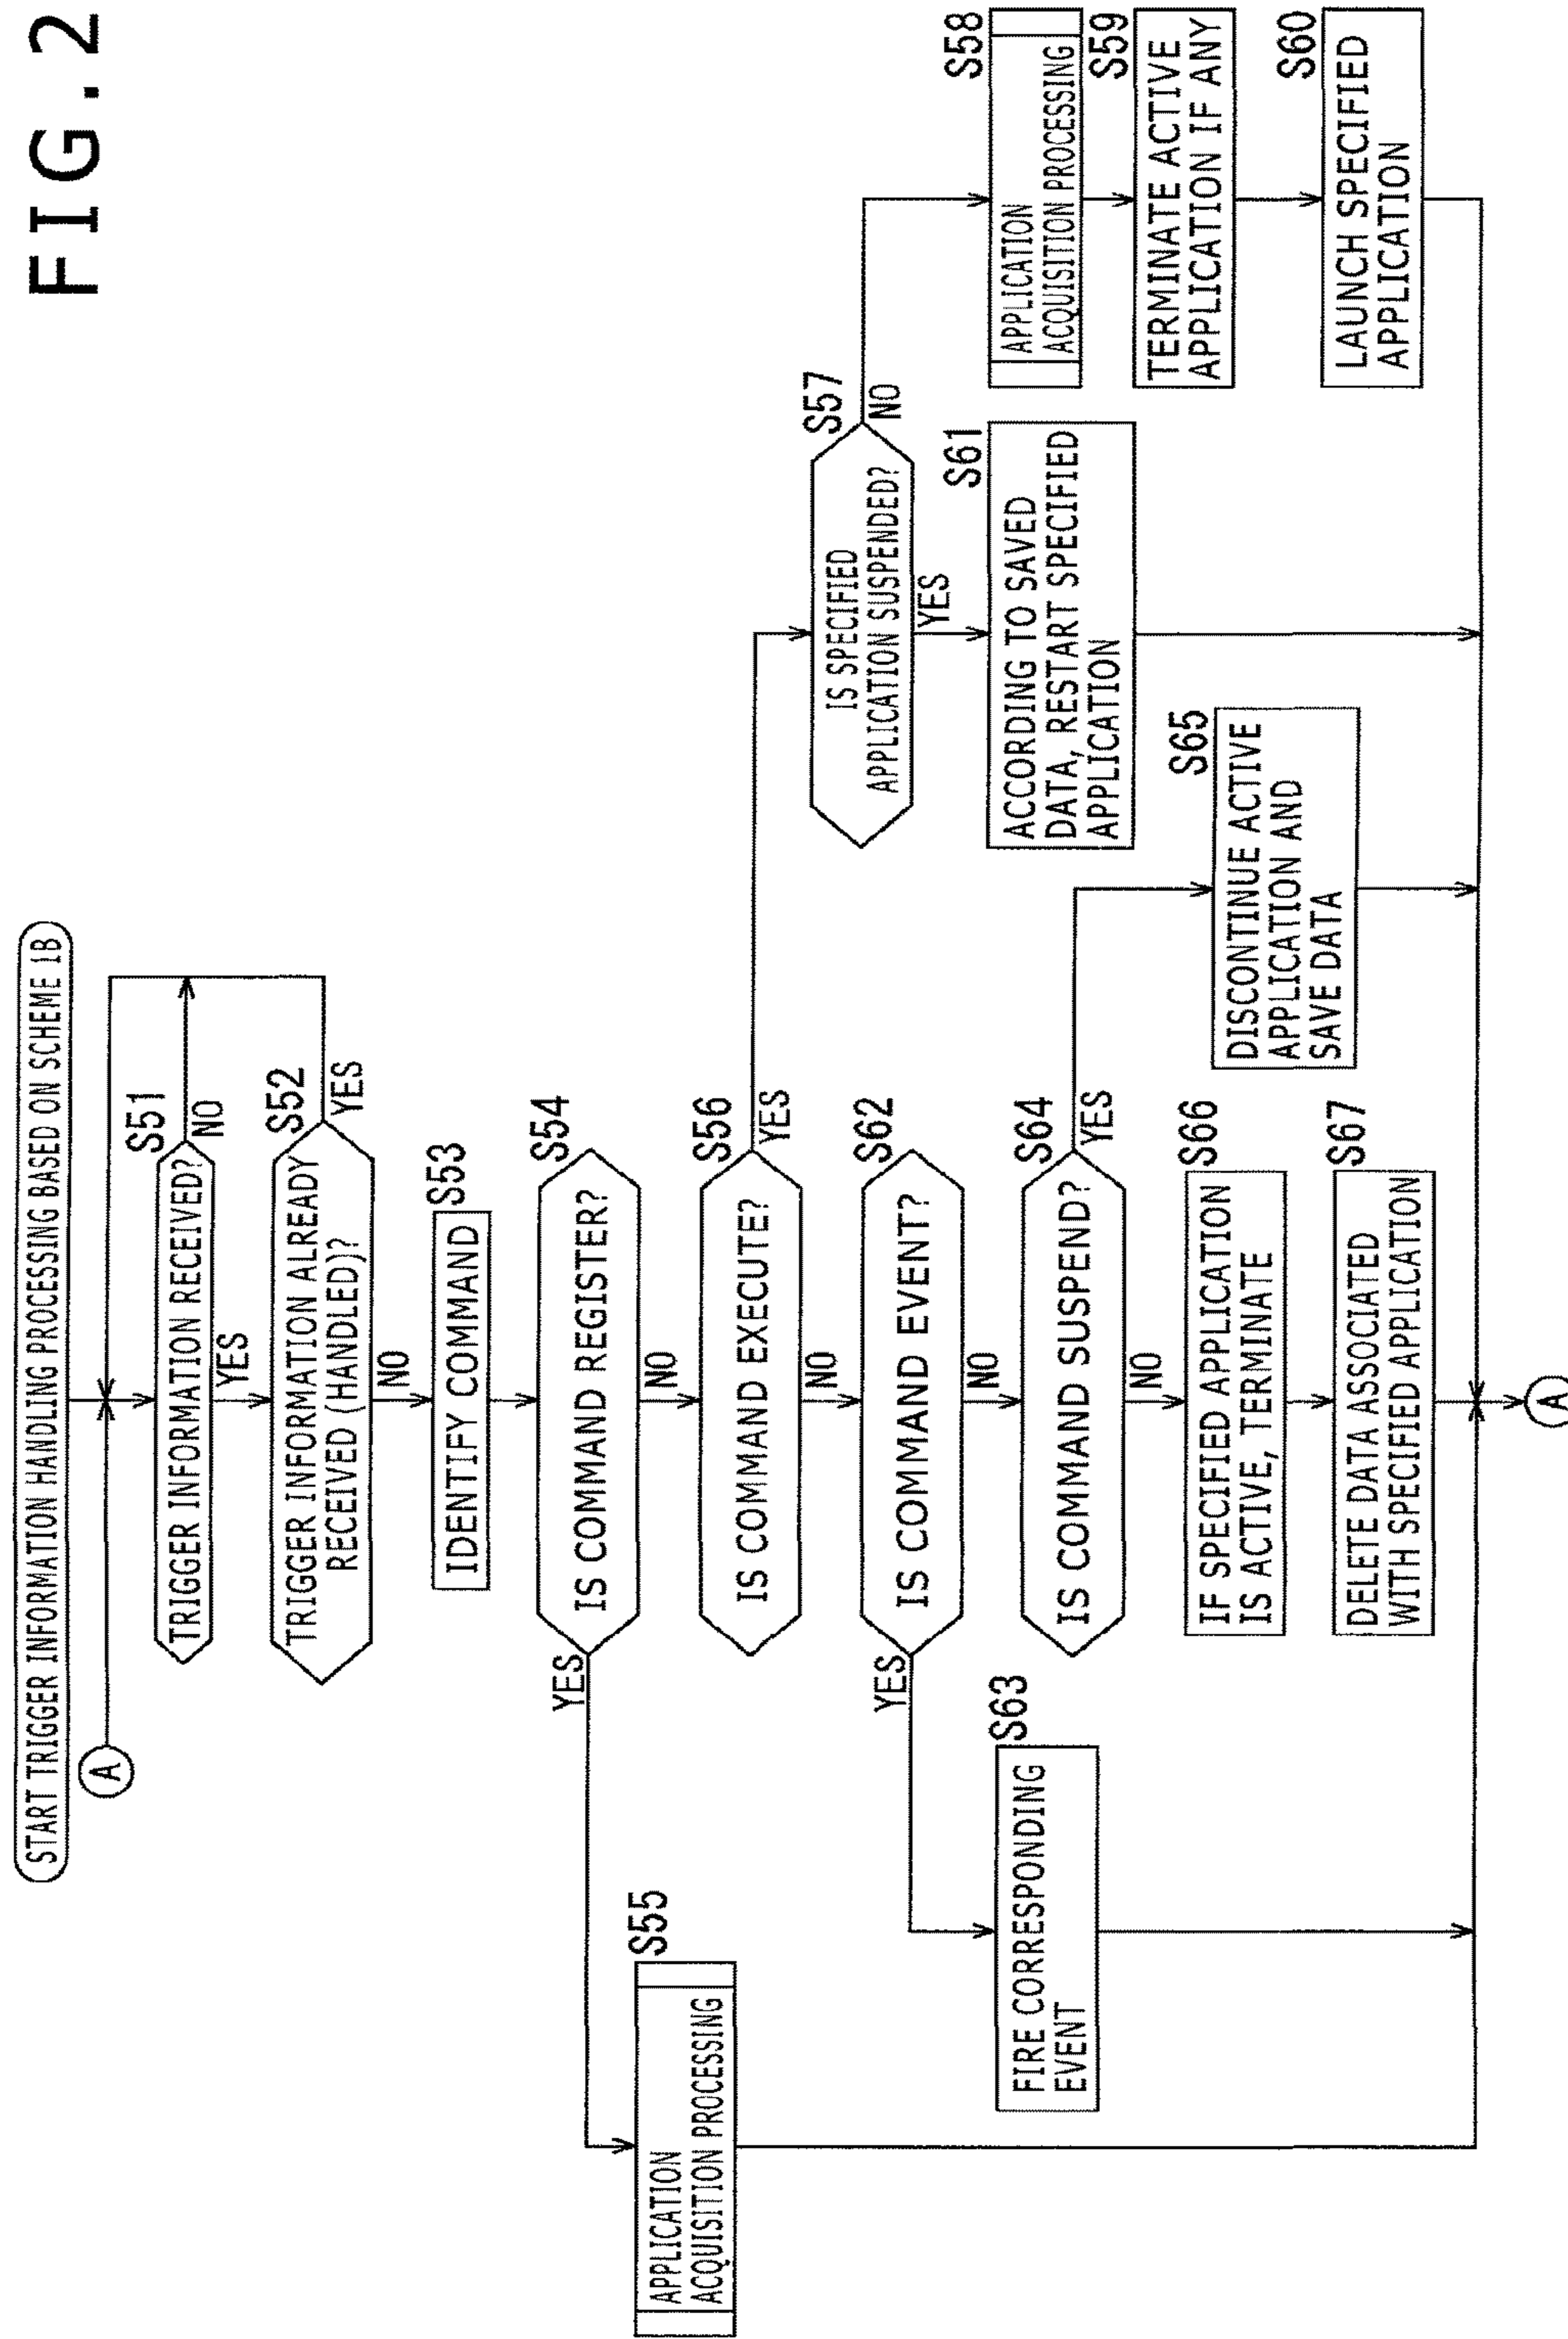 FIG.2
START TRIGGER INFORMATION HANDLING PROCESSING BASED ON SCHEME 1B
A
S51
TRIGGER INFORMATION RECEIVED?
NO
YES
S52
TRIGGER INFORMATION ALREADY
RECEIVED (HANDLED)?
YES
NO
S53
IDENTIFY COMMAND
S54
IS COMMAND REGISTER?
YES
NO
S55
APPLICATION
ACQUISITION PROCESSING
S56
IS COMMAND EXECUTE?
YES
NO
S57
IS SPECIFIED
APPLICATION SUSPENDED?
NO
YES
S58
APPLICATION
ACQUISITION PROCESSING
S59
TERMINATE ACTIVE
APPLICATION IF ANY
S60
LAUNCH SPECIFIED
APPLICATION
S61
ACCORDING TO SAVED
DATA, RESTART SPECIFIED
APPLICATION
S62
IS COMMAND EVENT?
YES
NO
S63
FIRE CORRESPONDING
EVENT
S64
IS COMMAND SUSPEND?
YES
NO
S65
DISCONTINUE ACTIVE
APPLICATION AND
SAVE DATA
S66
IF SPECIFIED APPLICATION
IS ACTIVE, TERMINATE
S67
DELETE DATA ASSOCIATED
WITH SPECIFIED APPLICATION
A